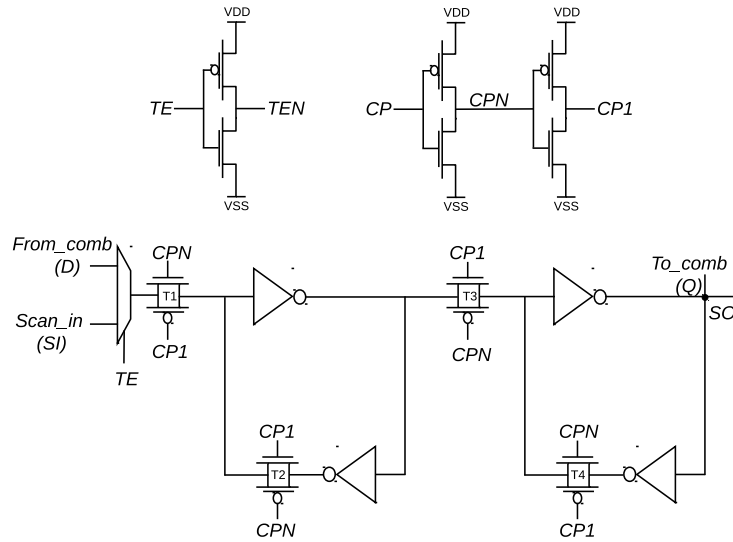 VDD
VDD
VDD
TE
TEN
CP
CPN
CP1
VSS
VSS
VSS
From_comb
(D)
CPN
T1
CP1
Scan_in
(SI)
TE
CP1
T3
CPN
To_comb
(Q)
SO
CP1
T2
CPN
CPN
T4
CP1